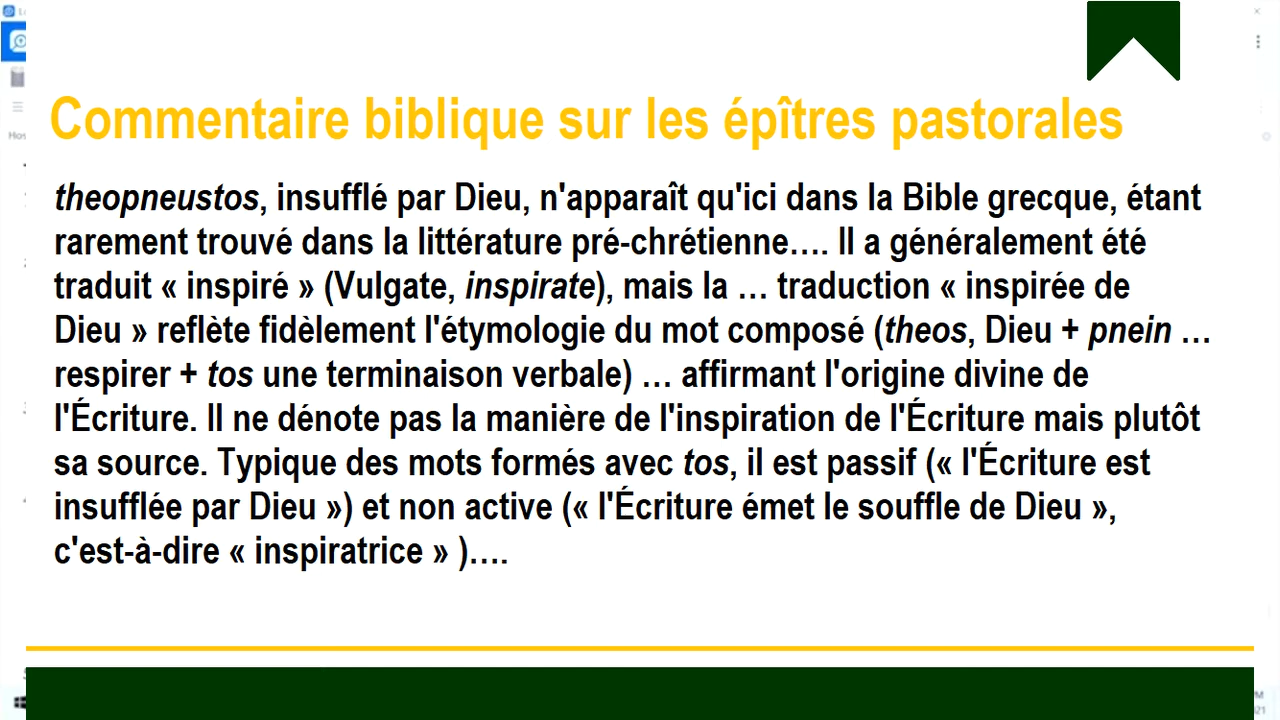 Commentaire biblique sur les épîtres pastorales
theopneustos, insufflé par Dieu, n'apparaît qu'ici dans la Bible grecque, étant
rarement trouvé dans la littérature pré-chrétienne…. Il a généralement été
traduit « inspiré » (Vulgate, inspirate), mais la … traduction « inspirée de
Dieu » reflète fidèlement l'étymologie du mot composé (theos, Dieu + pnein …
respirer + tos une terminaison verbale) … affirmant l'origine divine de
l'Écriture. Il ne dénote pas la manière de l'inspiration de l'Écriture mais plutôt
sa source. Typique des mots formés avec tos, il est passif (« l'Écriture est
insufflée par Dieu ») et non active (« l'Écriture émet le souffle de Dieu »,
c'est-à-dire « inspiratrice » )….